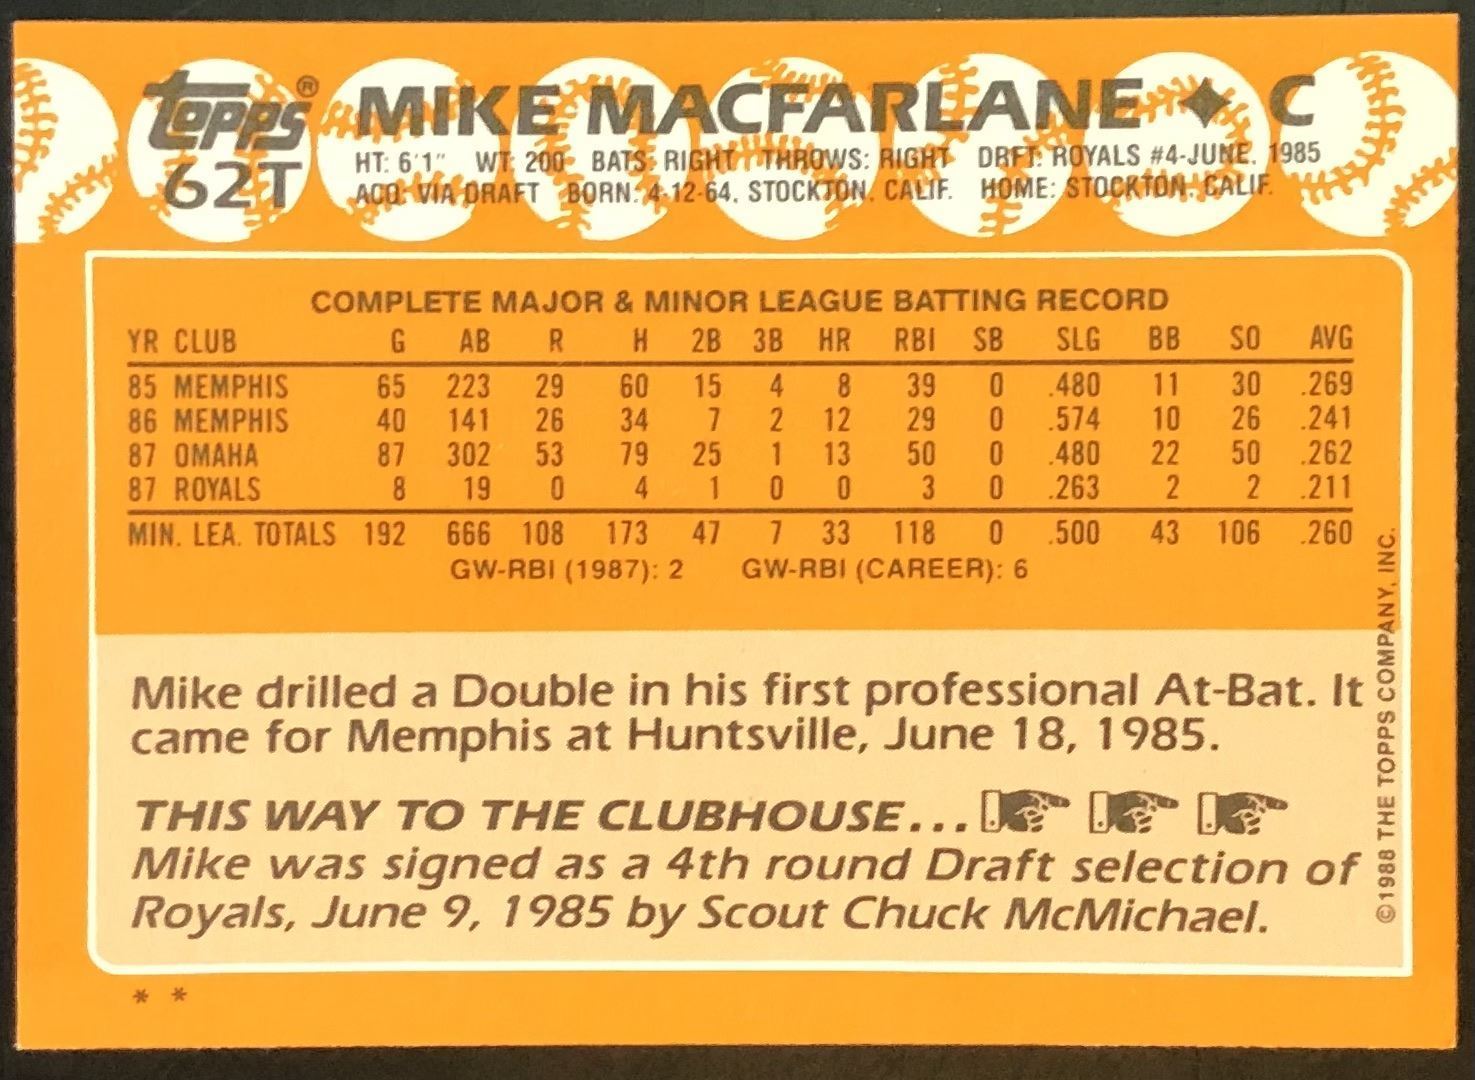 topps® MIKE MACFARLANE ✦ C
62T
HT: 6'1" WT: 200 BATS: RIGHT THROWS: RIGHT DRFT: ROYALS #4-JUNE, 1985
ACQ: VIA DRAFT BORN: 4-12-64, STOCKTON, CALIF. HOME: STOCKTON, CALIF.
COMPLETE MAJOR & MINOR LEAGUE BATTING RECORD
YR CLUB G AB R H 2B 3B HR RBI SB SLG BB SO AVG
85 MEMPHIS 65 223 29 60 15 4 8 39 0 .480 11 30 .269
86 MEMPHIS 40 141 26 34 7 2 12 29 0 .574 10 26 .241
87 OMAHA 87 302 53 79 25 1 13 50 0 .480 22 50 .262
87 ROYALS 8 19 0 4 1 0 0 3 0 .263 2 2 .211
MIN. LEA. TOTALS 192 666 108 173 47 7 33 118 0 .500 43 106 .260
GW-RBI (1987): 2 GW-RBI (CAREER): 6
Mike drilled a Double in his first professional At-Bat. It
came for Memphis at Huntsville, June 18, 1985.
THIS WAY TO THE CLUBHOUSE...
Mike was signed as a 4th round Draft selection of
Royals, June 9, 1985 by Scout Chuck McMichael.
©1988 THE TOPPS COMPANY, INC.
* *